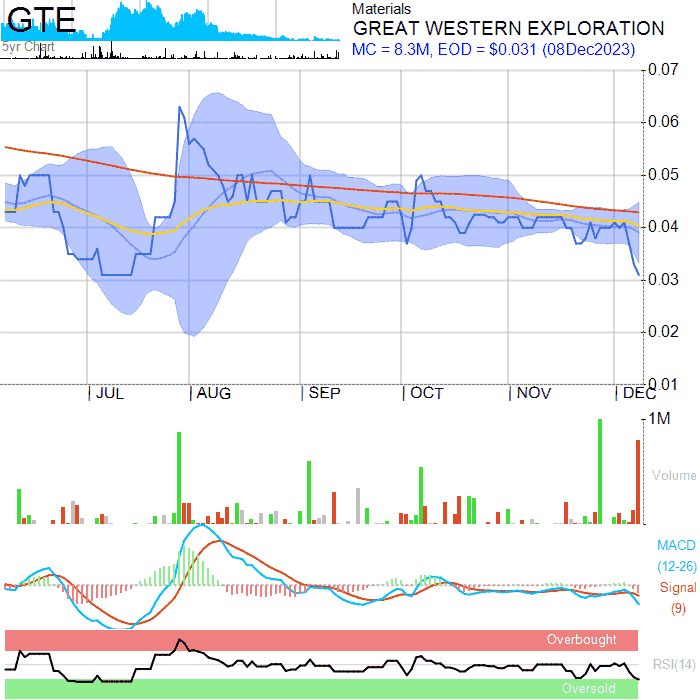 GTE
5yr Chart
Materials
GREAT WESTERN EXPLORATION
MC = 8.3M, EOD = $0.031 (08Dec2023)
0.07
0.06
0.05
0.04
0.03
0.02
0.01
JUL AUG SEP OCT NOV DEC
1M
Volume
MACD
(12-26)
Signal
(9)
Overbought
RSI(14)
Oversold